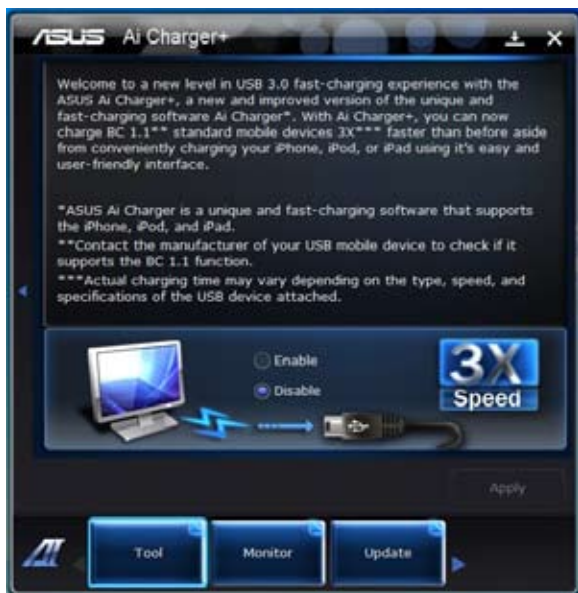 ASUS Ai Charger+
Welcome to a new level in USB 3.0 fast-charging experience with the
ASUS Ai Charger+, a new and improved version of the unique and
fast-charging software Ai Charger*. With Ai Charger+, you can now
charge BC 1.1** standard mobile devices 3X*** faster than before aside
from conveniently charging your iPhone, iPod, or iPad using it's easy and
user-friendly interface.
*ASUS Ai Charger is a unique and fast-charging software that supports
the iPhone, iPod, and iPad.
**Contact the manufacturer of your USB mobile device to check if it
supports the BC 1.1 function.
***Actual charging time may vary depending on the type, speed, and
specifications of the USB device attached.
Enable
Disable
3X
Speed
Apply
AI
Tool
Monitor
Update